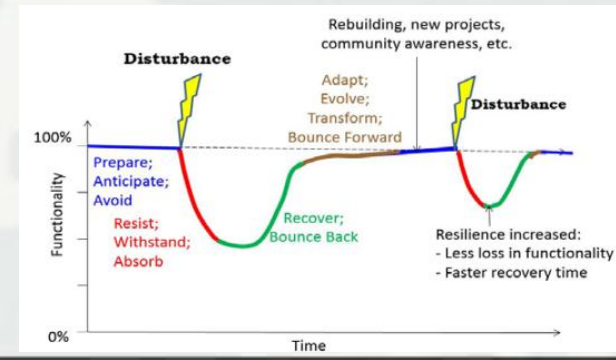 Rebuilding, new projects,
community awareness, etc.
Disturbance
Adapt;
Evolve;
Transform;
Bounce Forward
Disturbance
100%
Prepare;
Anticipate;
Avoid
Functionality
Resist;
Withstand;
Absorb
Recover;
Bounce Back
Resilience increased:
- Less loss in functionality
- Faster recovery time
0%
Time